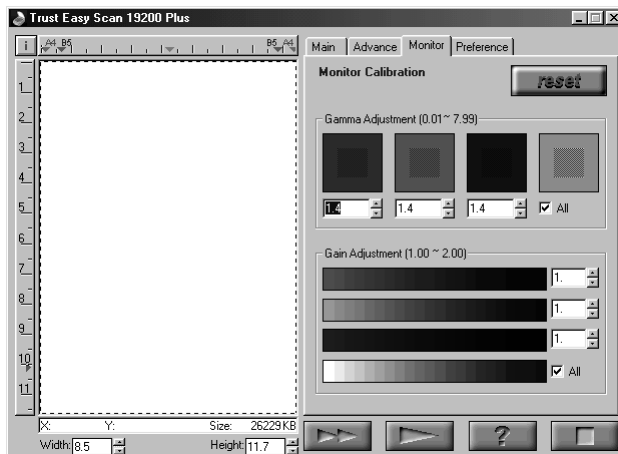 Trust Easy Scan 19200 Plus
i
A4 B5 B5 A4
1
2
3
4
5
6
7
8
9
10
11
X: Y: Size: 26229KB
Width: 8.5 Height: 11.7
Main Advance Monitor Preference
Monitor Calibration
reset
Gamma Adjustment (0.01~ 7.99)
1.4 1.4 1.4 All
Gain Adjustment (1.00 ~ 2.00)
1.
1.
1.
All
?